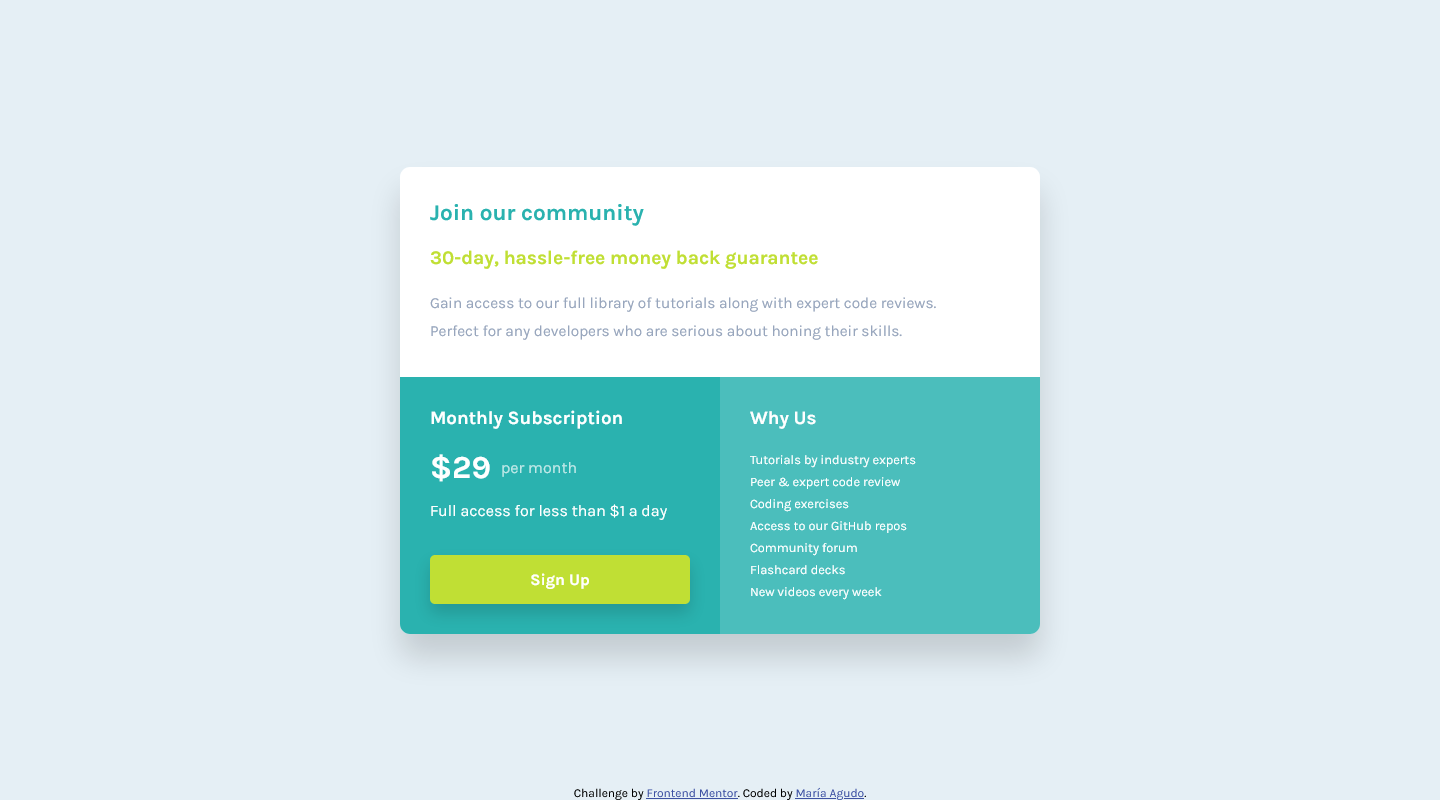 Join our community
30-day, hassle-free money back guarantee
Gain access to our full library of tutorials along with expert code reviews.
Perfect for any developers who are serious about honing their skills.
Monthly Subscription
$29 per month
Full access for less than $1 a day
Sign Up
Why Us
Tutorials by industry experts
Peer & expert code review
Coding exercises
Access to our GitHub repos
Community forum
Flashcard decks
New videos every week
Challenge by Frontend Mentor. Coded by María Agudo.